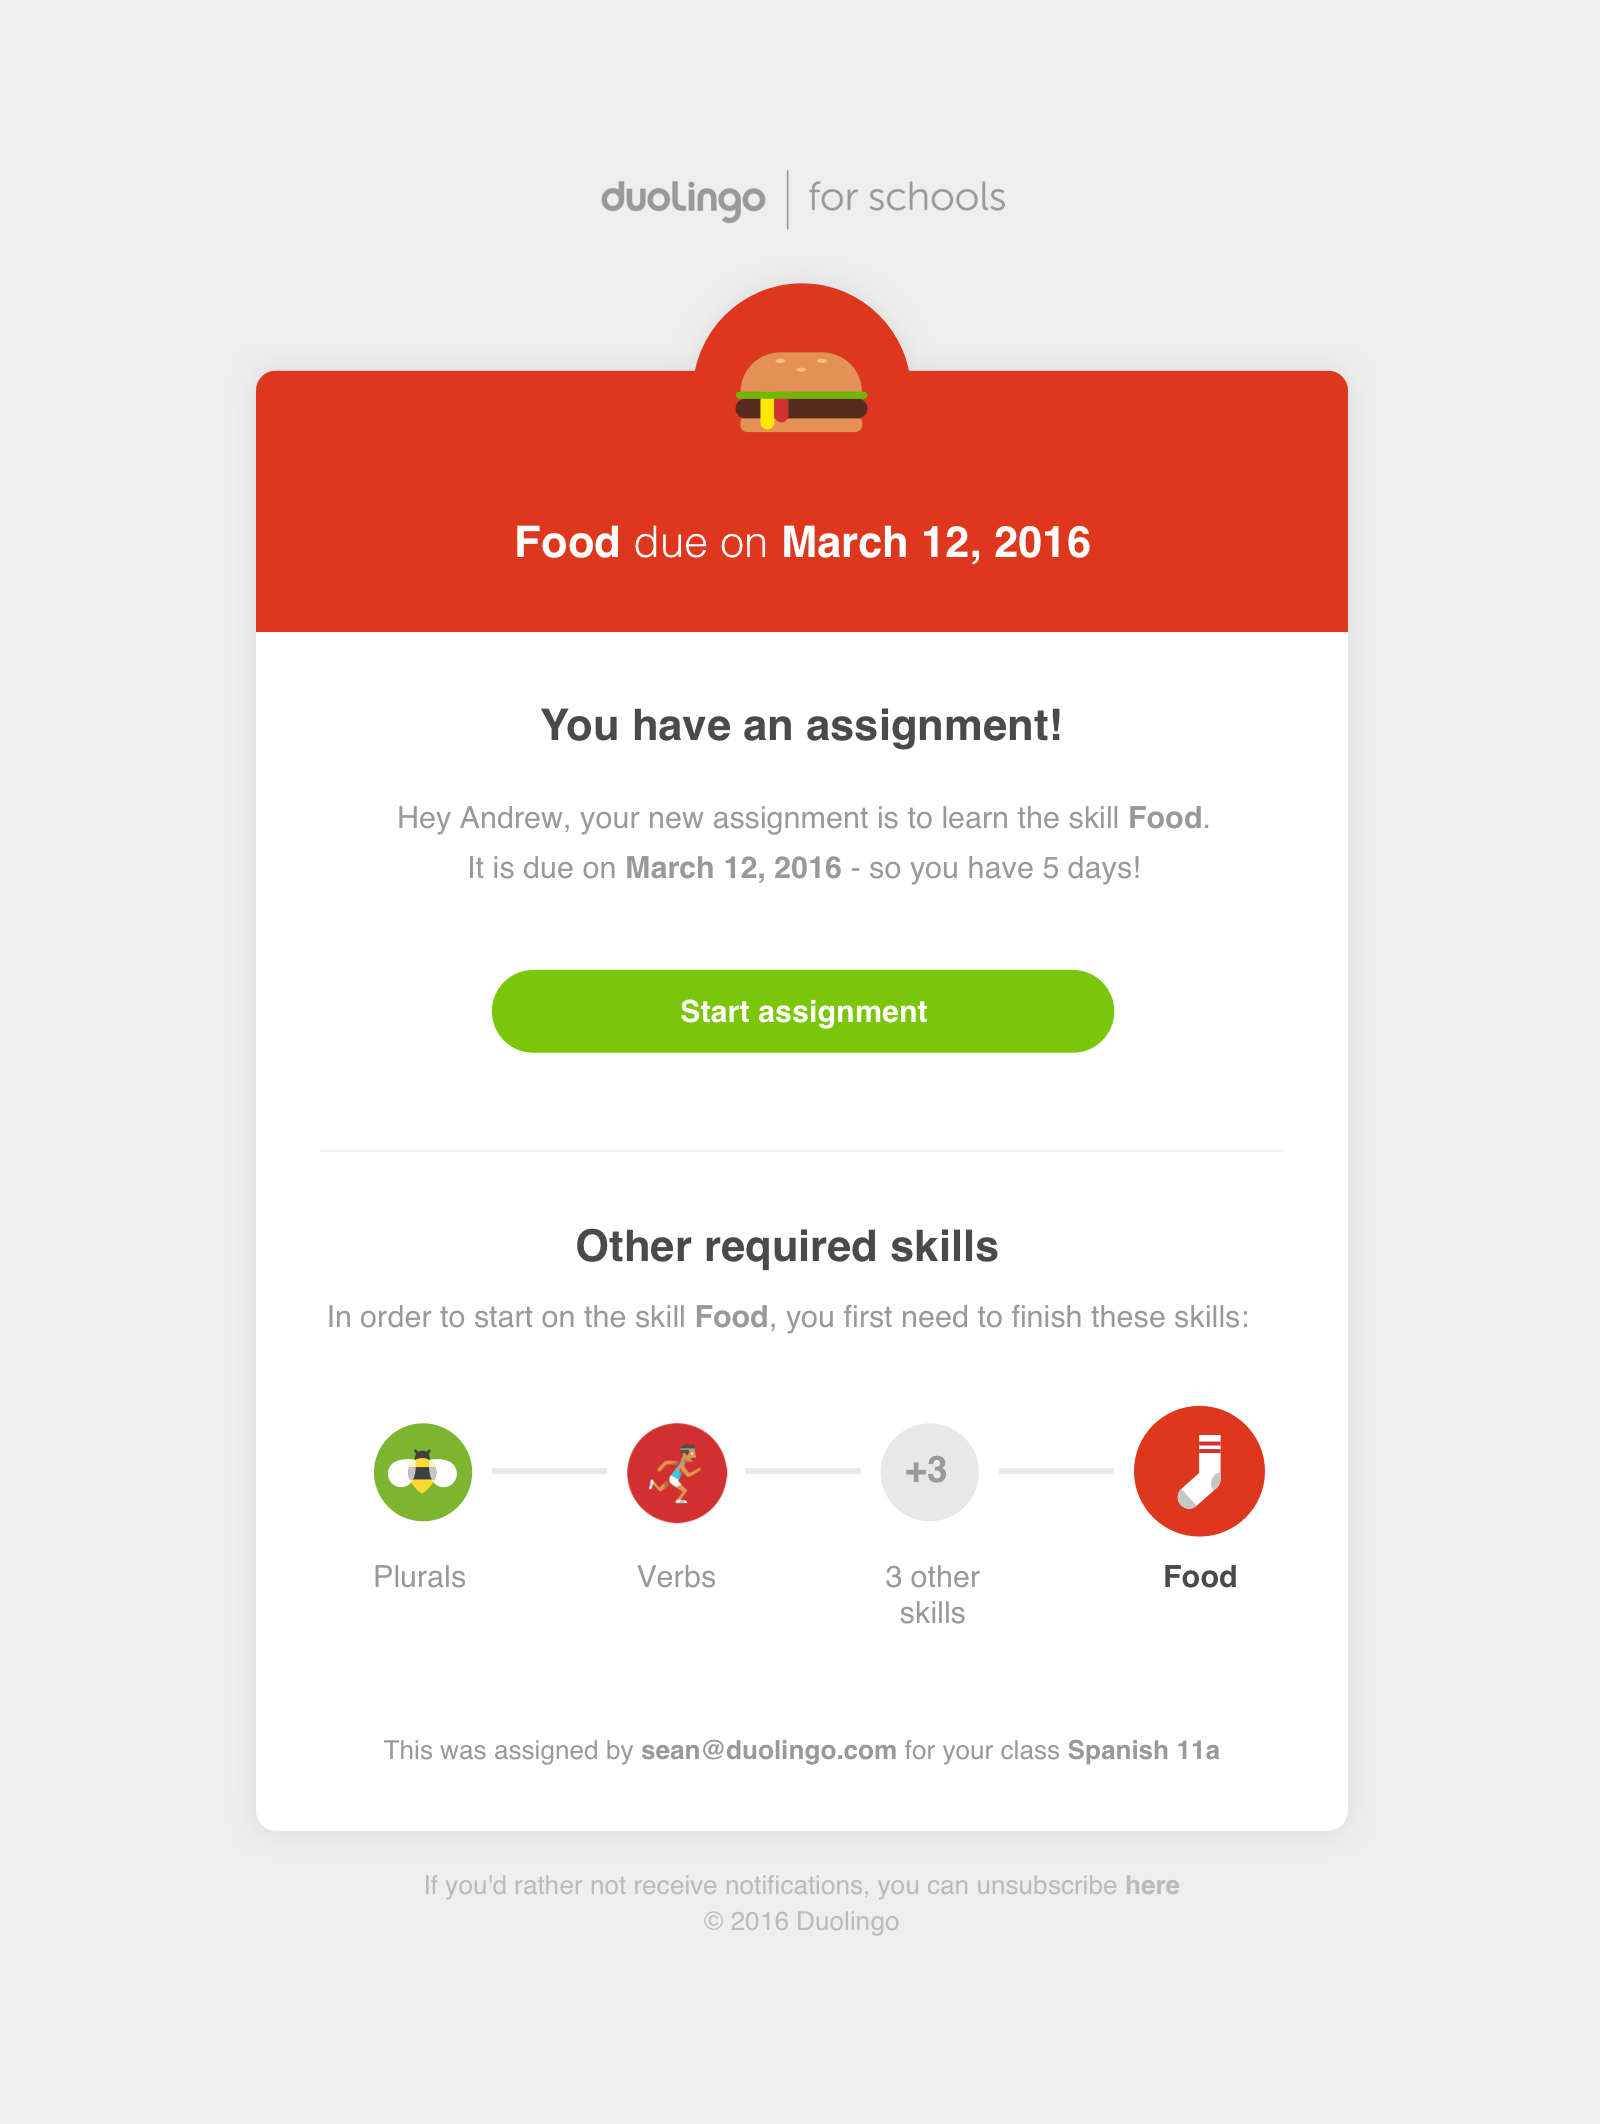 duolingo | for schools
Food due on March 12, 2016
You have an assignment!
Hey Andrew, your new assignment is to learn the skill Food.
It is due on March 12, 2016 - so you have 5 days!
Start assignment
Other required skills
In order to start on the skill Food, you first need to finish these skills:
+3
Plurals
Verbs
3 other
skills
Food
This was assigned by sean@duolingo.com for your class Spanish 11a
If you'd rather not receive notifications, you can unsubscribe here
© 2016 Duolingo